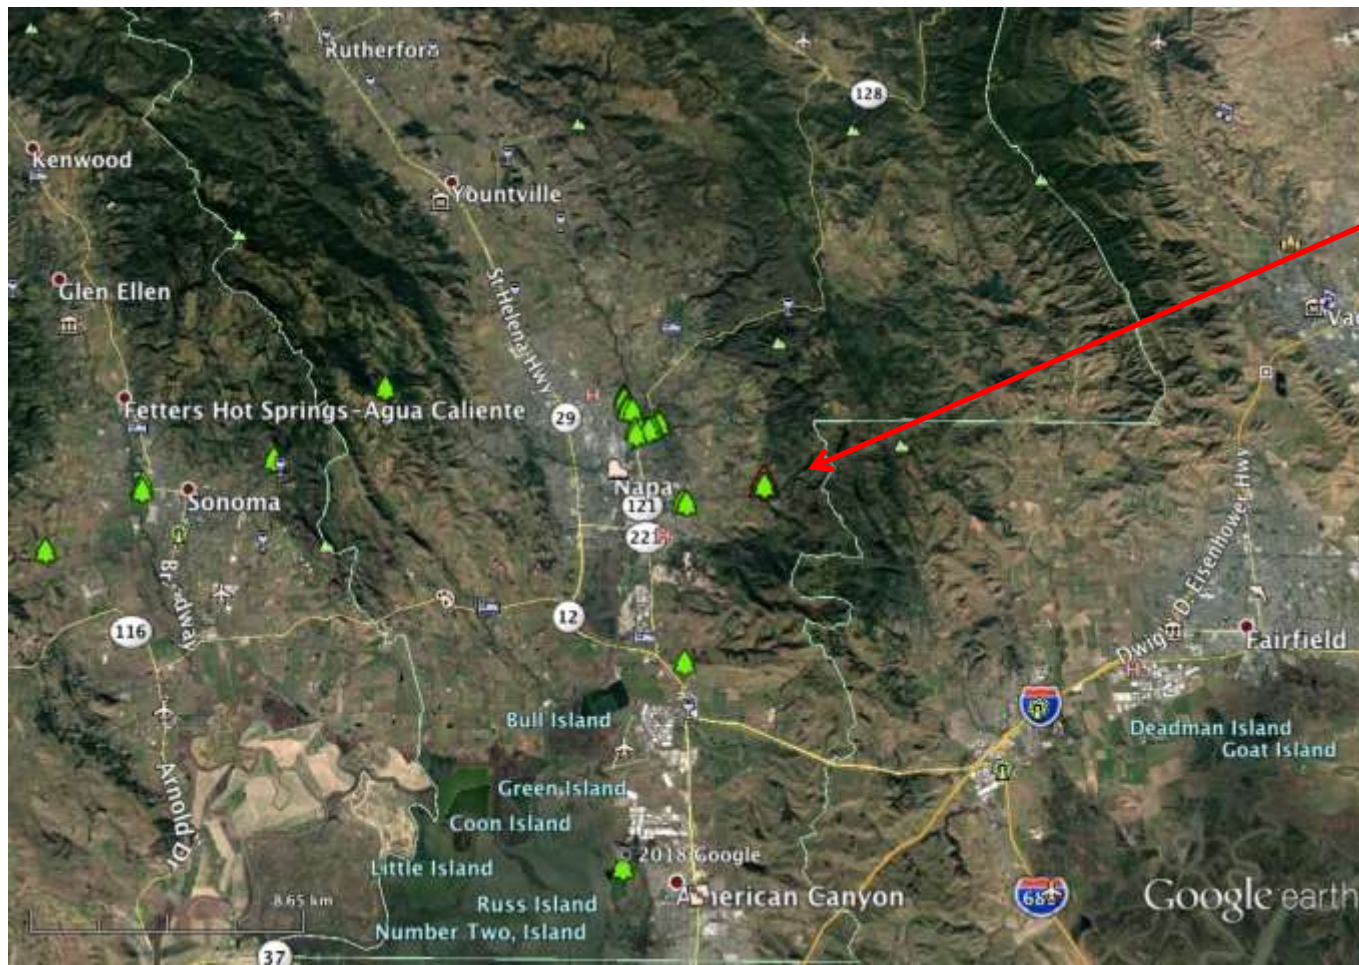 Rutherford
128
Kenwood
Yountville
Glen Ellen
St Helena Hwy
Fetters Hot Springs-Agua Caliente
29
Napa
121
221
Sonoma
Broadway
Dwight D Eisenhower Hwy
12
116
Fairfield
Bull Island
Deadman Island
Goat Island
Arnold Dr
Green Island
Coon Island
© 2018 Google
Little Island
American Canyon
8.65 km
Russ Island
680
Google earth
Number Two, Island
37